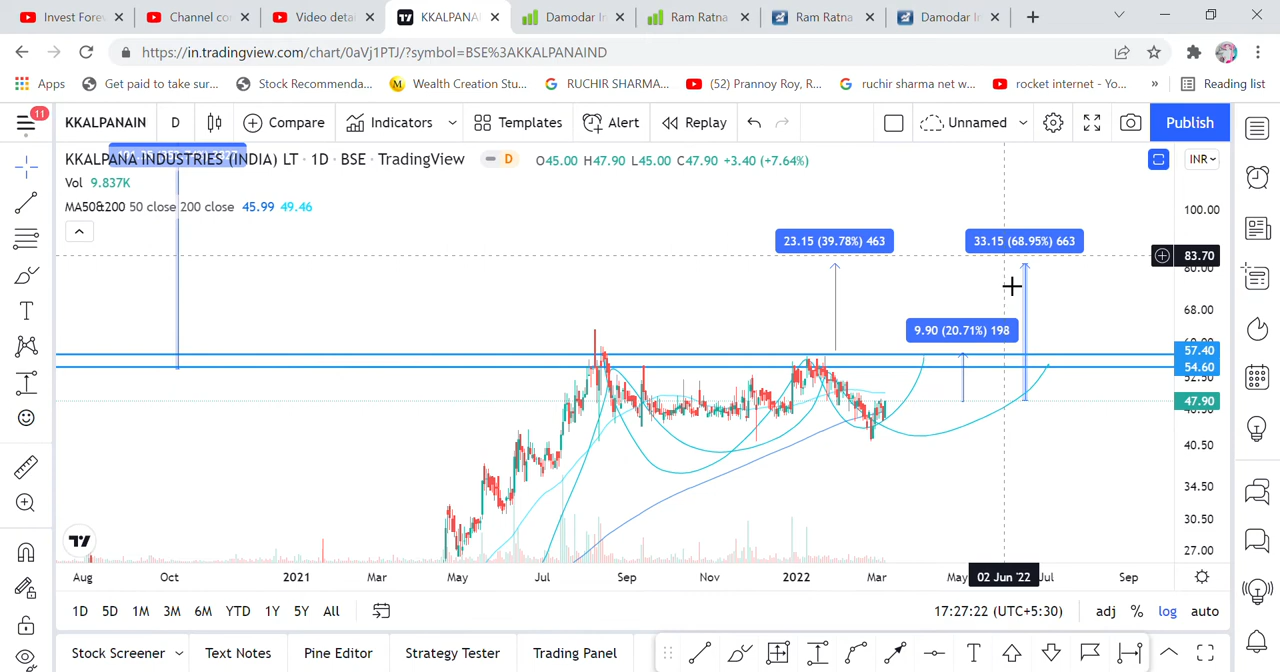 Invest Fores
Channel co
Video detai
KKALPANA
Damodar In
Ram Ratna
Ram Ratna
Damodar In
https://in.tradingview.com/chart/0aVj1PTJ/?symbol=BSE%3AKKALPANAIND
Apps
Get paid to take sur...
Stock Recommenda...
Wealth Creation Stu...
RUCHIR SHARMA...
(52) Prannoy Roy, R...
ruchir sharma net w...
rocket internet - Yo...
»
Reading list
11
KKALPANAIN
D
Compare
Indicators
Templates
Alert
Replay
Unnamed
Publish
KKALPANA INDUSTRIES (INDIA) LT · 1D · BSE · TradingView
D
O45.00 H47.90 L45.00 C47.90 +3.40 (+7.64%)
INR
Vol 9.837K
MA50&200 50 close 200 close 45.99 49.46
100.00
23.15 (39.78%) 463
33.15 (68.95%) 663
83.70
80.00
68.00
9.90 (20.71%) 198
57.40
54.60
47.90
40.50
34.50
30.50
27.00
Aug
Oct
2021
Mar
May
Jul
Sep
Nov
2022
Mar
May
02 Jun '22
Jul
Sep
1D
5D
1M
3M
6M
YTD
1Y
5Y
All
17:27:22 (UTC+5:30)
adj
%
log
auto
Stock Screener
Text Notes
Pine Editor
Strategy Tester
Trading Panel